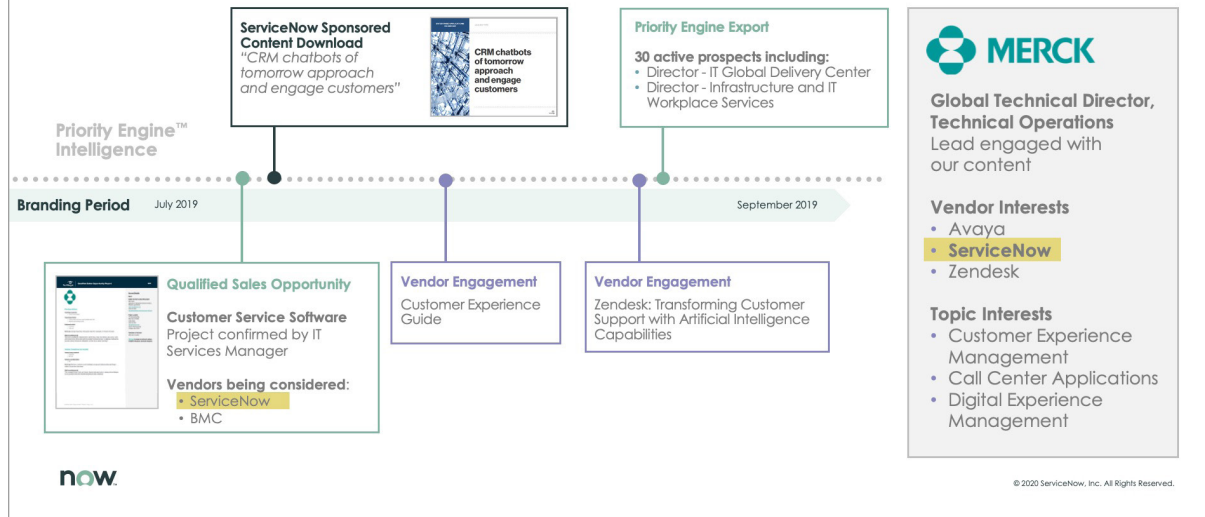 ServiceNow Sponsored
Content Download
“CRM chatbots of
tomorrow approach
and engage customers”
CRM chatbots
of tomorrow
approach
and engage
customers
Priority Engine Export
30 active prospects including:
• Director - IT Global Delivery Center
• Director - Infrastructure and IT
Workplace Services
Priority Engine™
Intelligence
Branding Period
July 2019
September 2019
Qualified Sales Opportunity
Customer Service Software
Project confirmed by IT
Services Manager
Vendors being considered:
• ServiceNow
• BMC
Vendor Engagement
Customer Experience
Guide
Vendor Engagement
Zendesk: Transforming Customer
Support with Artificial Intelligence
Capabilities
MERCK
Global Technical Director,
Technical Operations
Lead engaged with
our content
Vendor Interests
• Avaya
• ServiceNow
• Zendesk
Topic Interests
• Customer Experience
Management
• Call Center Applications
• Digital Experience
Management
now
© 2020 ServiceNow, Inc. All Rights Reserved.